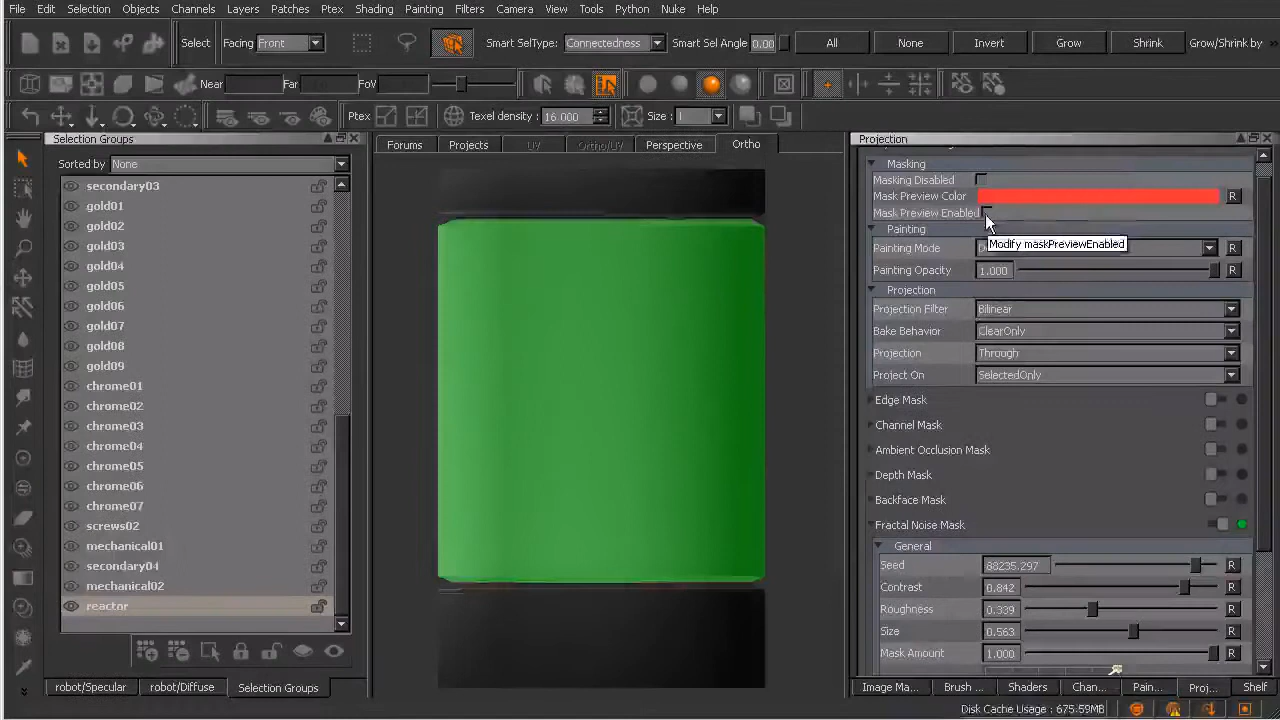 File Edit Selection Objects Channels Layers Patches Ptex Shading Painting Filters Camera View Tools Python Nuke Help
Select Facing Front Smart SelType: Connectedness Smart Sel Angle 0.00 All None Invert Grow Shrink Grow/Shrink by
Near Far FoV
Ptex Texel density: 16.000 Size :
Selection Groups
Sorted by None
secondary03
gold01
gold02
gold03
gold04
gold05
gold06
gold07
gold08
gold09
chrome01
chrome02
chrome03
chrome04
chrome05
chrome06
chrome07
screws02
mechanical01
secondary04
mechanical02
reactor
robot/Specular robot/Diffuse Selection Groups
Forums Projects UV Ortho/UV Perspective Ortho
Projection
Masking
Masking Disabled
Mask Preview Color R
Mask Preview Enabled
Modify maskPreviewEnabled
Painting
Painting Mode R
Painting Opacity 1.000 R
Projection
Projection Filter Bilinear
Bake Behavior ClearOnly
Projection Through
Project On SelectedOnly
Edge Mask
Channel Mask
Ambient Occlusion Mask
Depth Mask
Backface Mask
Fractal Noise Mask
General
Seed 88235.297 R
Contrast 0.842 R
Roughness 0.339 R
Size 0.563 R
Mask Amount 1.000 R
Image Ma... Brush ... Shaders Chan... Pain... Proj... Shelf
Disk Cache Usage : 675.59MB